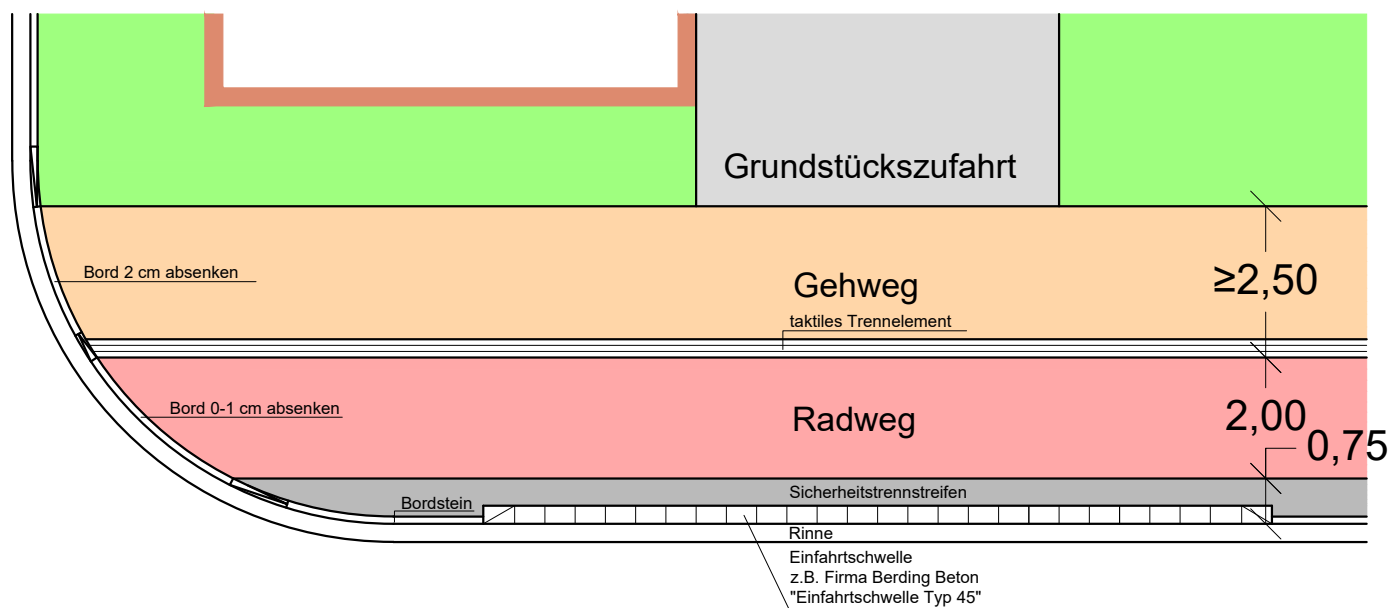 Grundstückszufahrt
Bord 2 cm absenken
Gehweg
≥2,50
taktiles Trennelement
Bord 0-1 cm absenken
Radweg
2,00
0,75
Sicherheitstrennstreifen
Bordstein
Rinne
Einfahrtschwelle
z.B. Firma Berding Beton
"Einfahrtschwelle Typ 45"